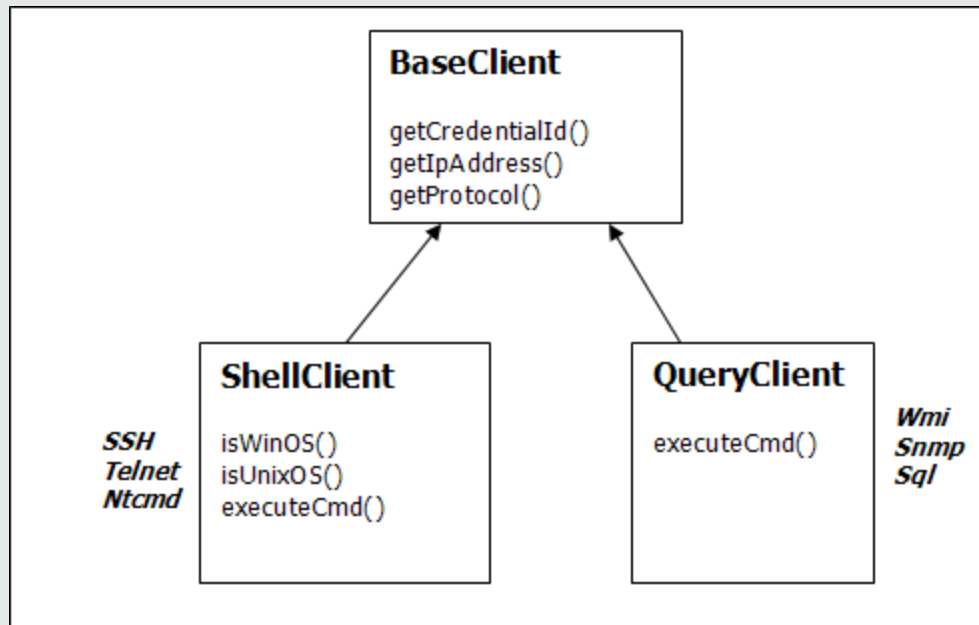 BaseClient
getCredentialId()
getIpAddress()
getProtocol()
ShellClient
isWinOS()
isUnixOS()
executeCmd()
SSH
Telnet
Ntcmd
QueryClient
executeCmd()
Wmi
Snmp
Sql